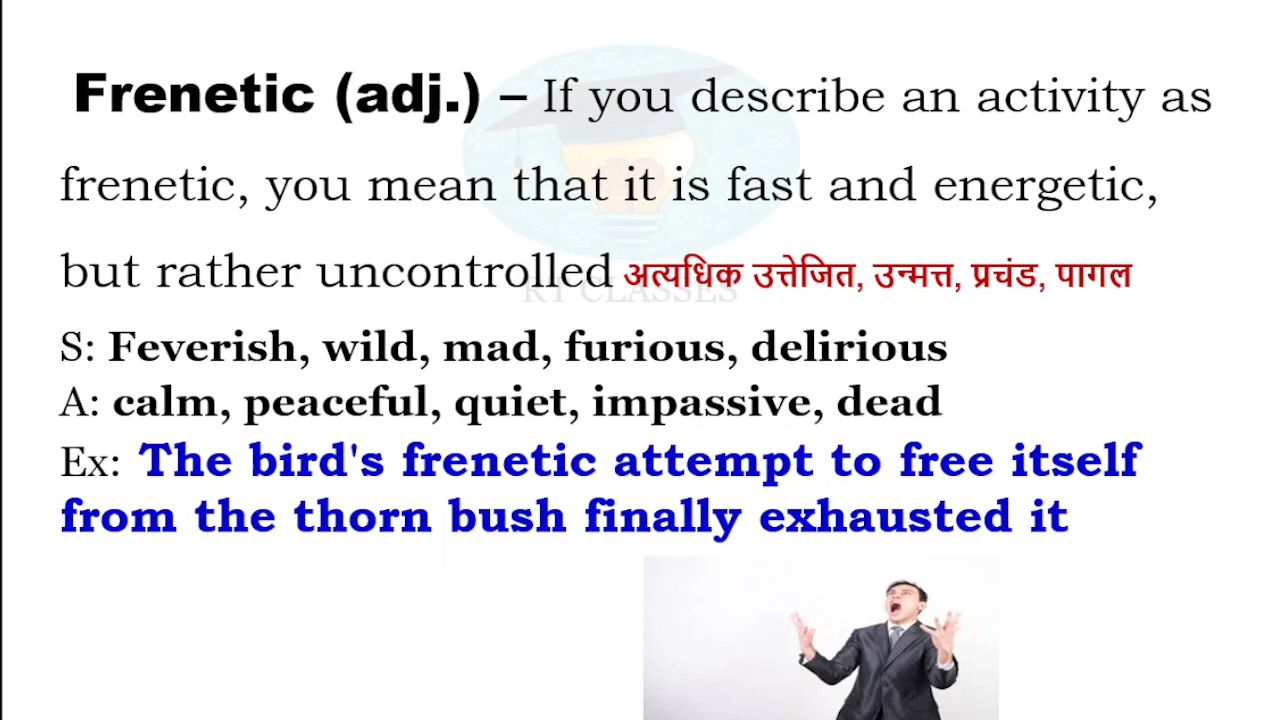 Frenetic (adj.) – If you describe an activity as
frenetic, you mean that it is fast and energetic,
but rather uncontrolled अत्यधिक उत्तेजित, उन्मत्त, प्रचंड, पागल
KT CLASSES
S: Feverish, wild, mad, furious, delirious
A: calm, peaceful, quiet, impassive, dead
Ex: The bird's frenetic attempt to free itself
from the thorn bush finally exhausted it